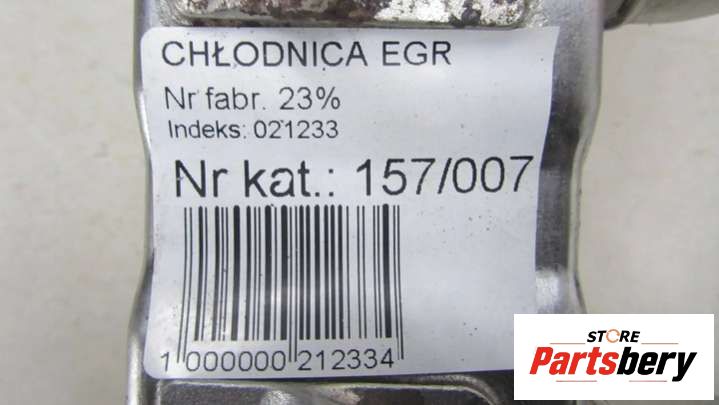 CHŁODNICA EGR
Nr fabr. 23%
Indeks: 021233
Nr kat.: 157/007
1 000000 212334
STORE
Partsbery